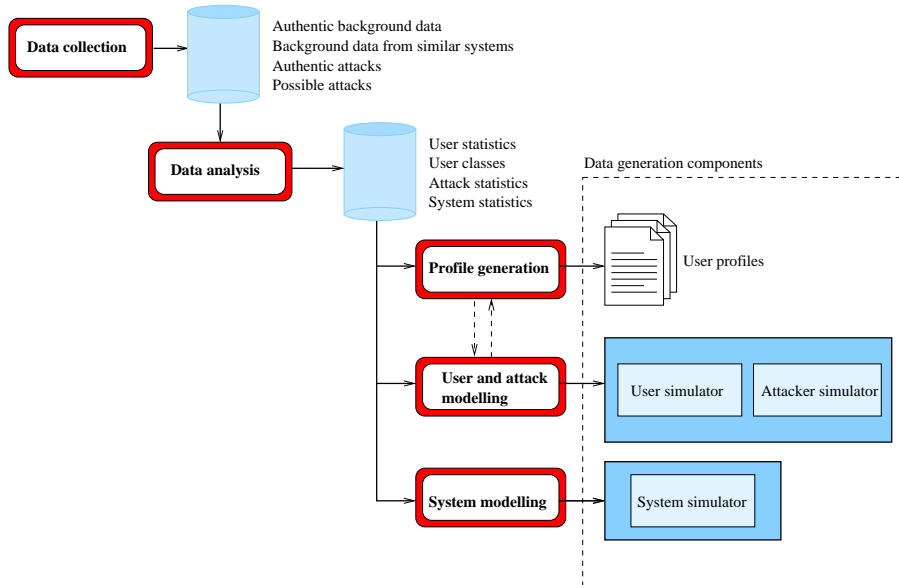 Data collection
Authentic background data
Background data from similar systems
Authentic attacks
Possible attacks
Data analysis
User statistics
User classes
Attack statistics
System statistics
Data generation components
Profile generation
User profiles
User and attack
modelling
User simulator
Attacker simulator
System modelling
System simulator